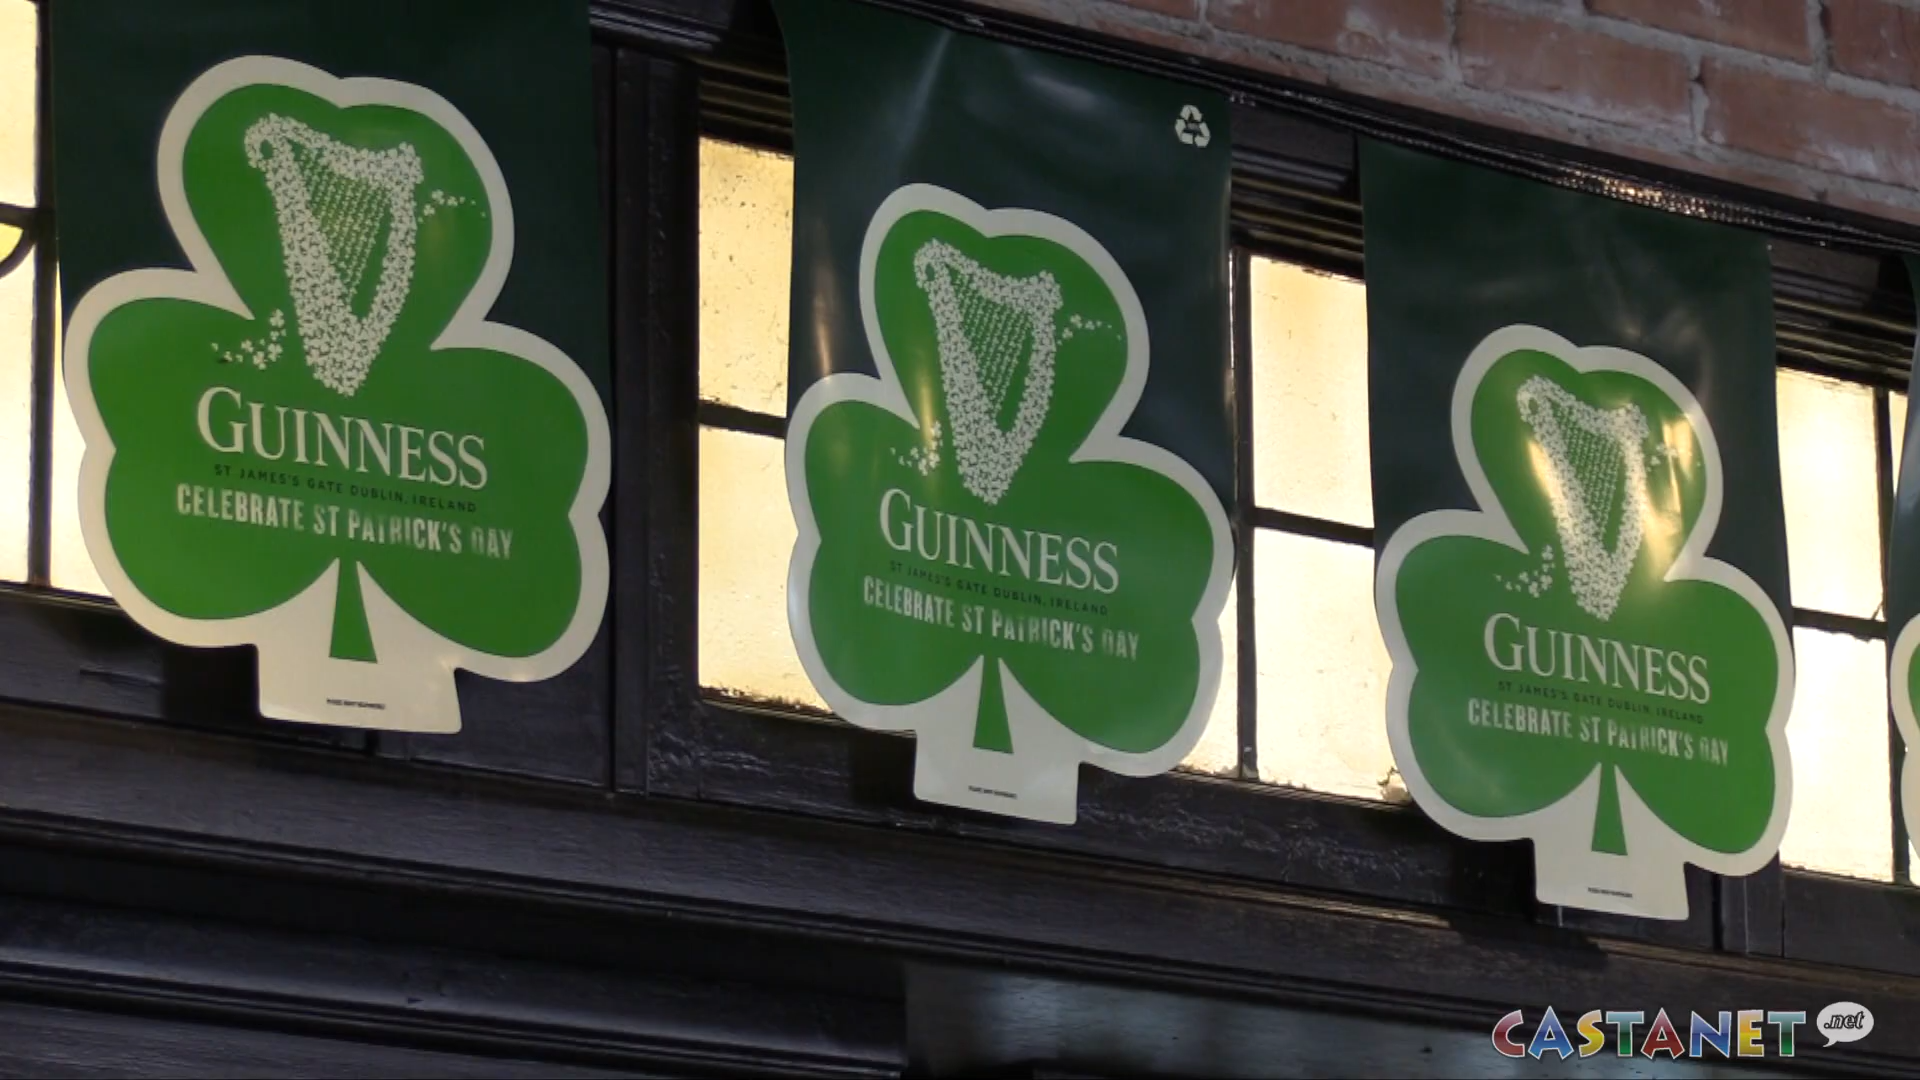 GUINNESS
ST JAMES'S GATE DUBLIN, IRELAND
CELEBRATE ST PATRICK'S DAY
GUINNESS
ST JAMES'S GATE DUBLIN, IRELAND
CELEBRATE ST PATRICK'S DAY
GUINNESS
ST JAMES'S GATE DUBLIN, IRELAND
CELEBRATE ST PATRICK'S DAY
CASTANET .net